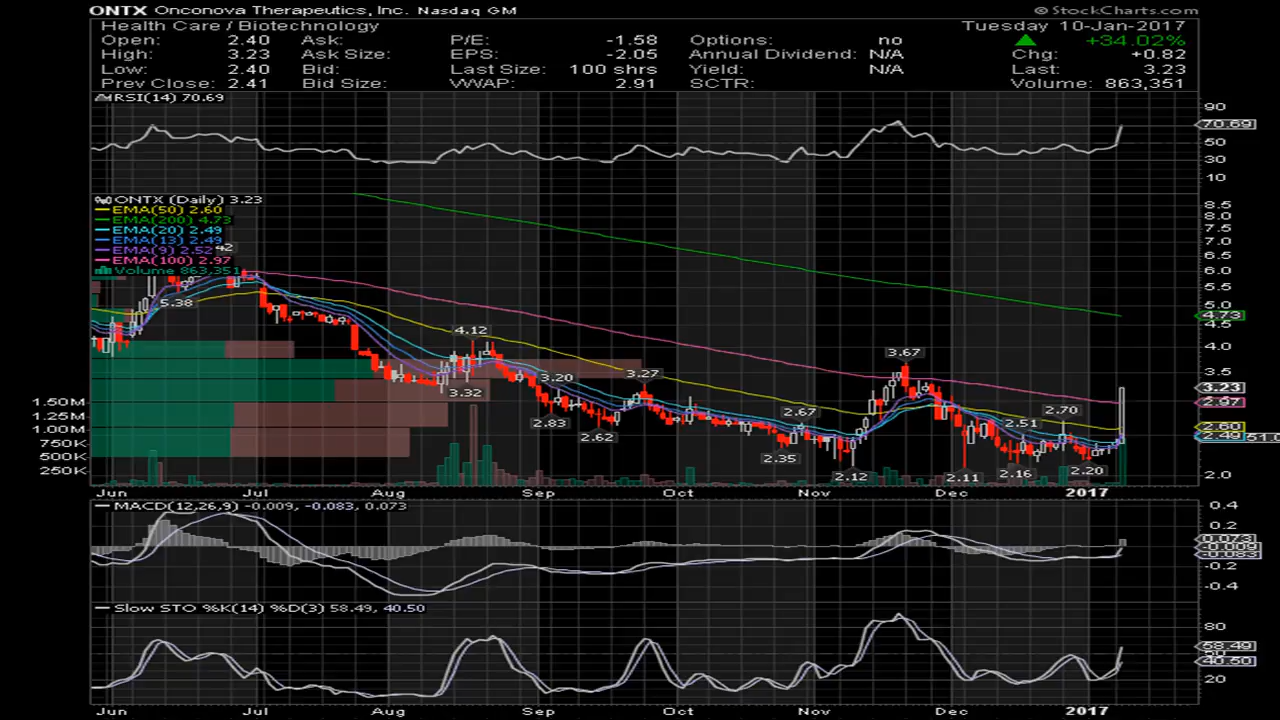 ONTX Onconova Therapeutics, Inc. Nasdaq GM © StockCharts.com
Health Care / Biotechnology Tuesday 10-Jan-2017
Open: 2.40 Ask: P/E: -1.58 Options: no +34.02%
High: 3.23 Ask Size: EPS: -2.05 Annual Dividend: N/A Chg: +0.82
Low: 2.40 Bid: Last Size: 100 shrs Yield: N/A Last: 3.23
Prev Close: 2.41 Bid Size: VWAP: 2.91 SCTR: Volume: 863,351
RSI(14) 70.69
90
70.69
50
30
10
ONTX (Daily) 3.23
EMA(50) 2.60
EMA(200) 4.73
EMA(20) 2.49
EMA(13) 2.49
EMA(9) 2.52
EMA(100) 2.97
Volume 863,351
8.5
8.0
7.5
7.0
6.5
6.0
5.5
5.0
4.73
4.5
4.0
3.5
3.23
2.97
2.60
2.49
2.0
42
5.38
4.12
3.32
3.20
2.83
2.62
3.27
2.67
2.35
2.12
3.67
2.11
2.51
2.16
2.70
2.20
1.50M
1.25M
1.00M
750K
500K
250K
51.0
Jun Jul Aug Sep Oct Nov Dec 2017
MACD(12,26,9) -0.009, -0.083, 0.073
0.4
0.2
0.073
-0.009
-0.083
-0.2
-0.4
Slow STO %K(14) %D(3) 58.49, 40.50
80
58.49
50
40.50
20
Jun Jul Aug Sep Oct Nov Dec 2017